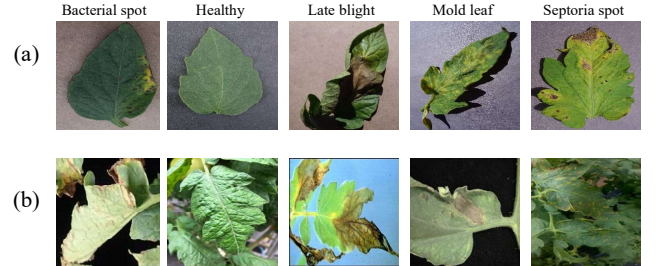 Bacterial spot Healthy Late blight Mold leaf Septoria spot
(a)
(b)